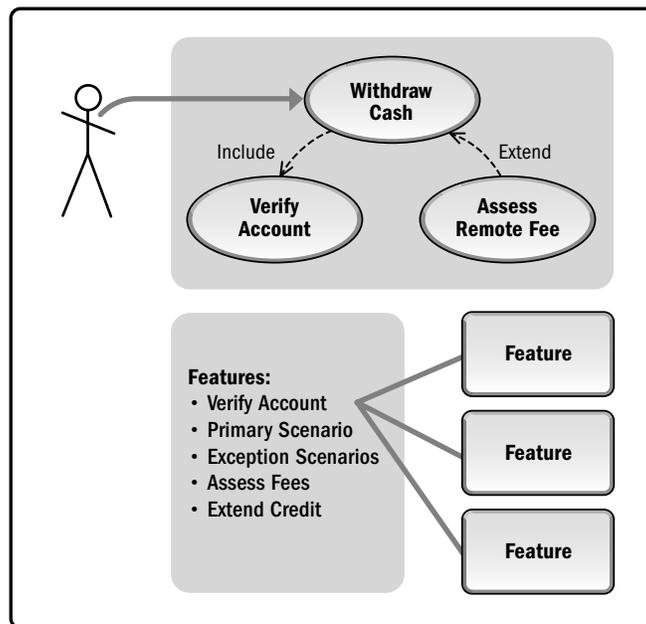 Withdraw
Cash
Include
Extend
Verify
Account
Assess
Remote Fee
Features:
• Verify Account
• Primary Scenario
• Exception Scenarios
• Assess Fees
• Extend Credit
Feature
Feature
Feature